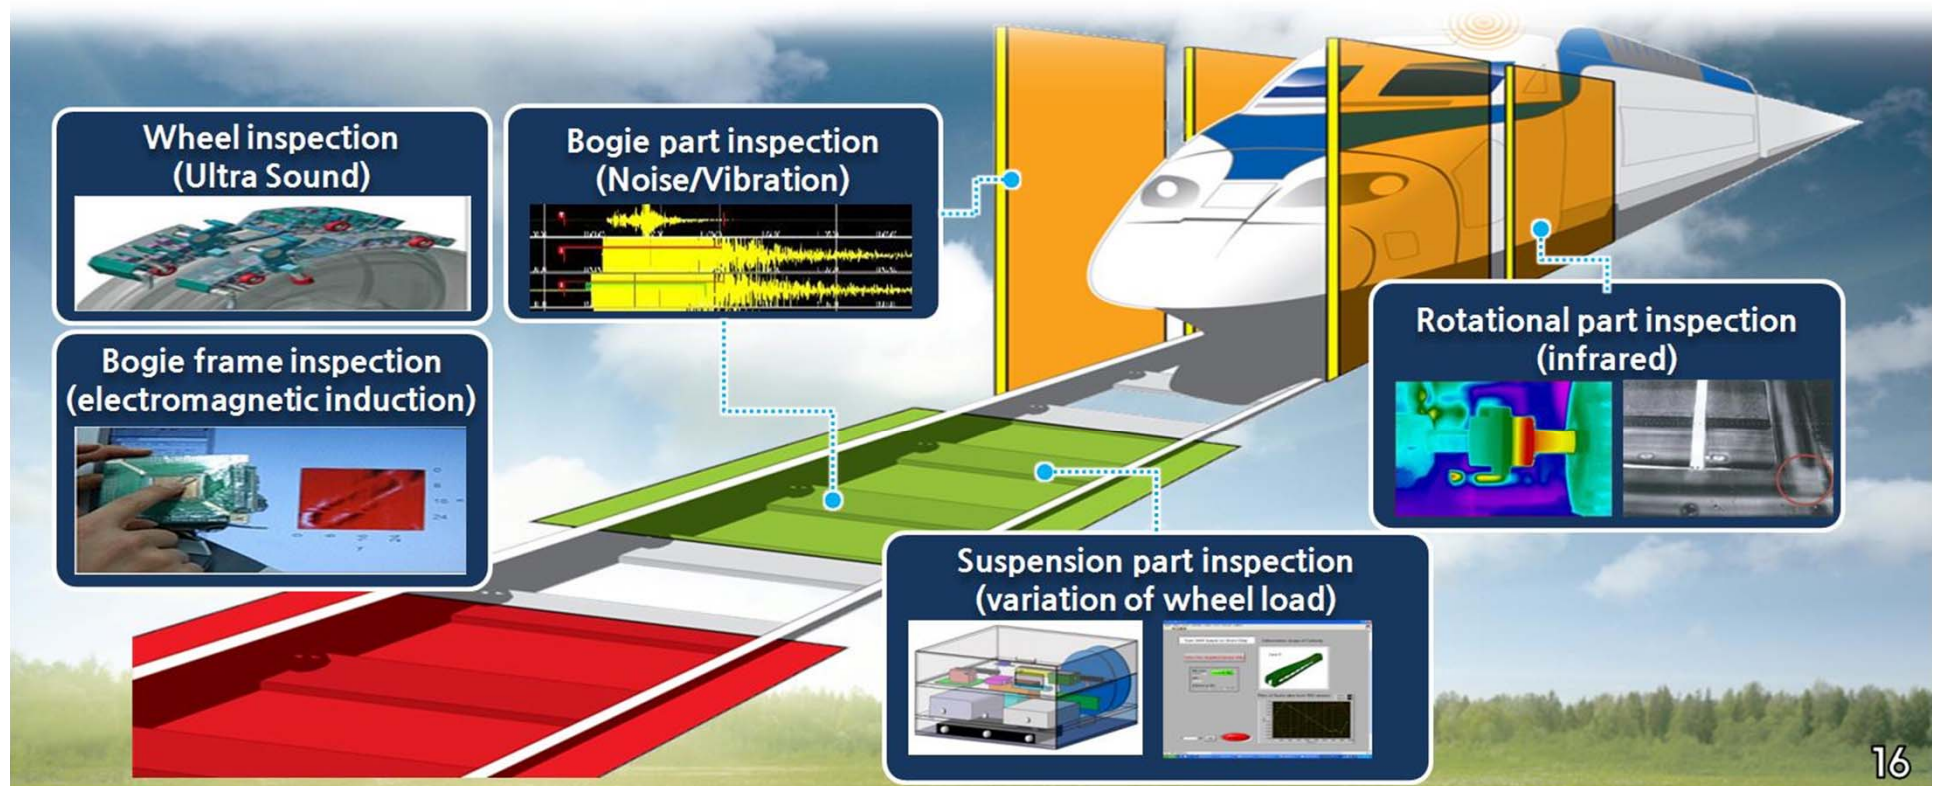 Wheel inspection
(Ultra Sound)
Bogie part inspection
(Noise/Vibration)
Bogie frame inspection
(electromagnetic induction)
Rotational part inspection
(infrared)
Suspension part inspection
(variation of wheel load)
16